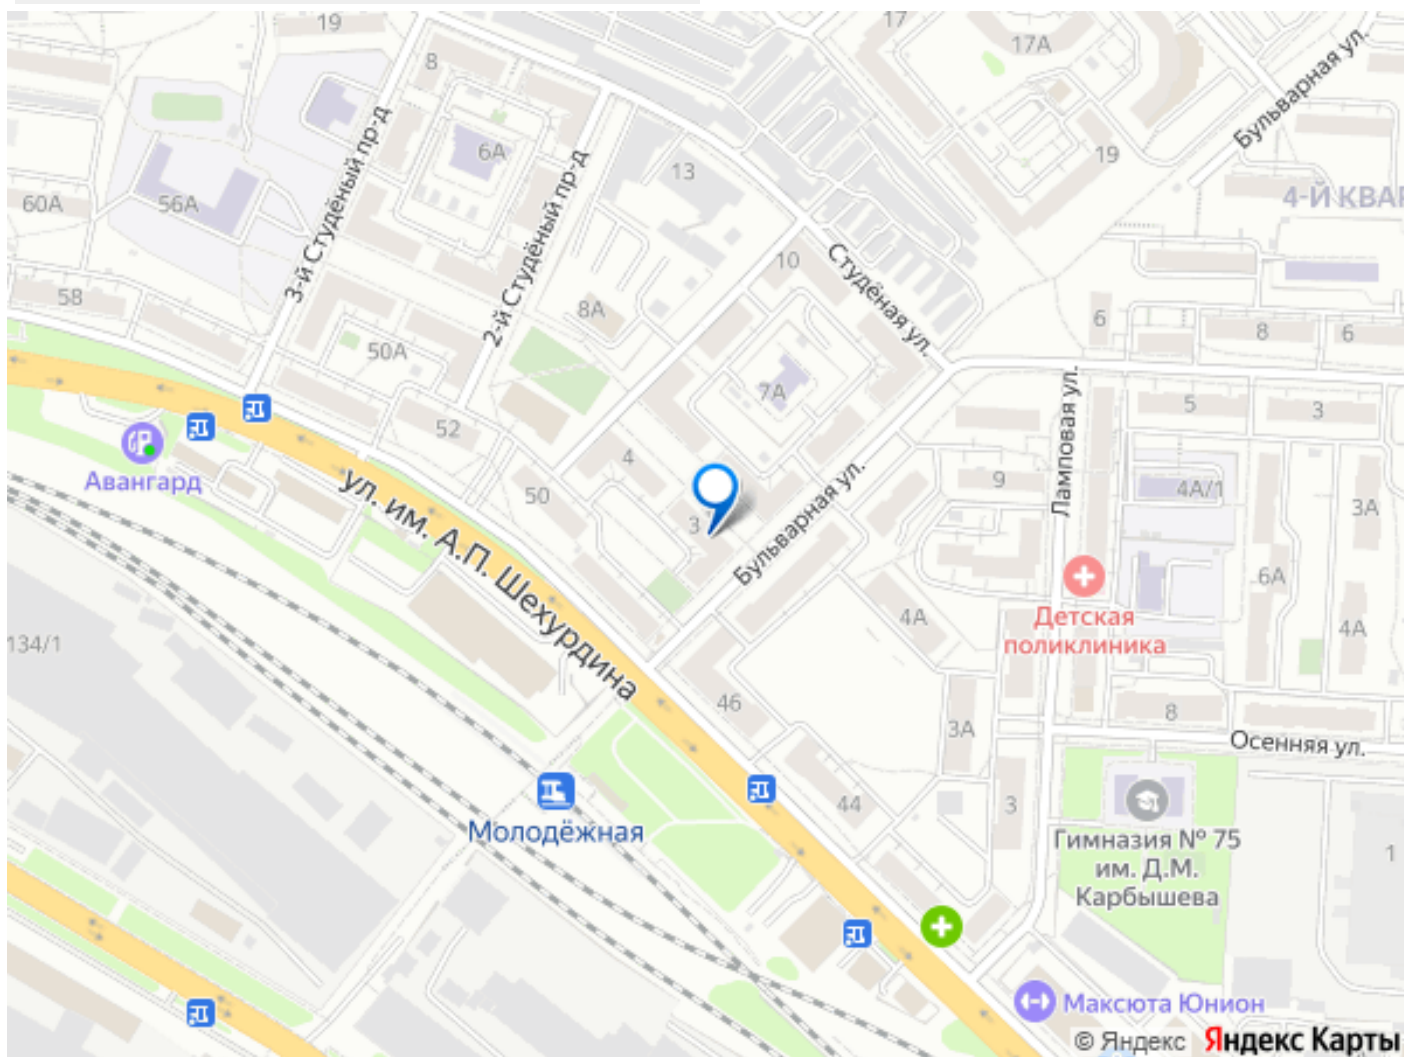 19
17
17А
Бульварная ул.
8
6А
3-й Студёный пр-д
2-й Студёный пр-д
13
19
4-Й КВАР
60А
56А
10
Студёная ул.
58
8А
6
8
6
50А
7А
Ламповая ул.
5
3
52
4
Авангард
50
ул. им. А.П. Шехурдина
3
Бульварная ул.
9
4А/1
3А
6А
Детская
поликлиника
4А
4А
134/1
46
3А
8
Осенняя ул.
Молодёжная
44
3
Гимназия № 75
им. Д.М.
Карбышева
1
Максюта Юнион
© Яндекс Яндекс Карты